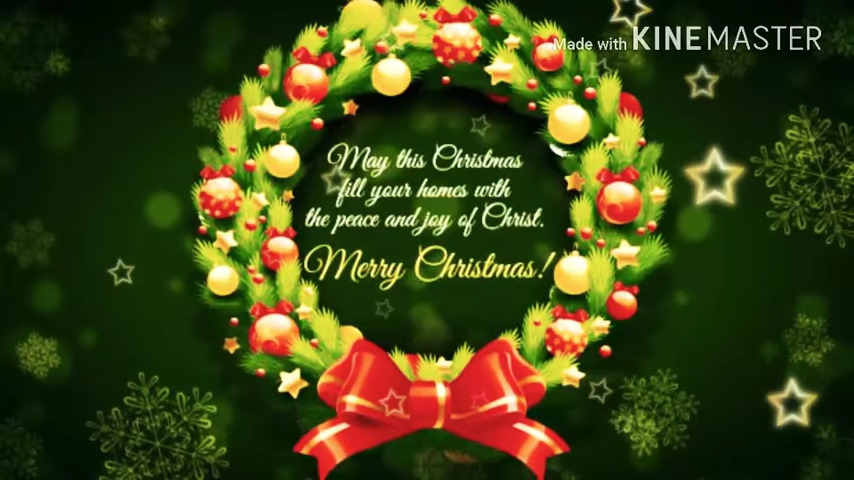 Made with KINEMASTER
May this Christmas
fill your homes with
the peace and joy of Christ.
Merry Christmas!